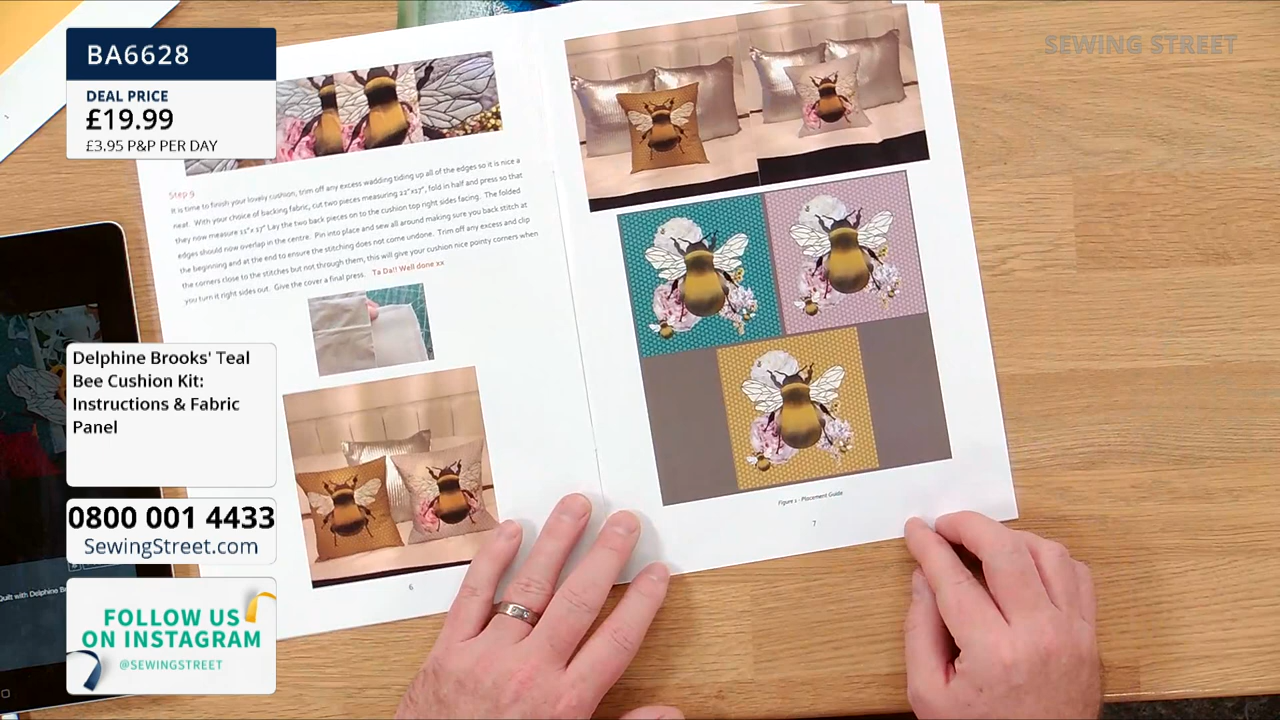 BA6628
DEAL PRICE
£19.99
£3.95 P&P PER DAY
SEWING STREET
Step 9
It is time to finish your lovely cushion, trim off any excess wadding tiding up all of the edges so it is nice a
neat. With your choice of backing fabric, cut two pieces measuring 22"x17", fold in half and press so that
they now measure 11"x 17" Lay the two back pieces on to the cushion top right sides facing. The folded
edges should now overlap in the centre. Pin into place and sew all around making sure you back stitch at
the beginning and at the end to ensure the stitching does not come undone. Trim off any excess and clip
the corners close to the stitches but not through them, this will give your cushion nice pointy corners when
you turn it right sides out. Give the cover a final press. Ta Da!! Well done xx
6
Figure 1 - Placement Guide
7
Delphine Brooks' Teal
Bee Cushion Kit:
Instructions & Fabric
Panel
0800 001 4433
SewingStreet.com
Quilt with Delphine
FOLLOW US
ON INSTAGRAM
@SEWINGSTREET